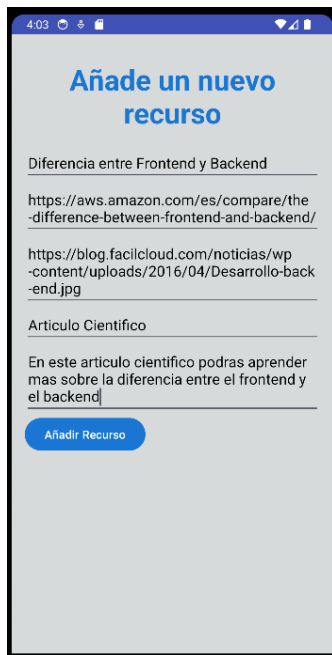 4:03
Añade un nuevo
recurso
Diferencia entre Frontend y Backend
https://aws.amazon.com/es/compare/the
-difference-between-frontend-and-backend/
https://blog.facilcloud.com/noticias/wp
-content/uploads/2016/04/Desarrollo-back
-end.jpg
Articulo Cientifico
En este articulo cientifico podras aprender
mas sobre la diferencia entre el frontend y
el backend
Añadir Recurso